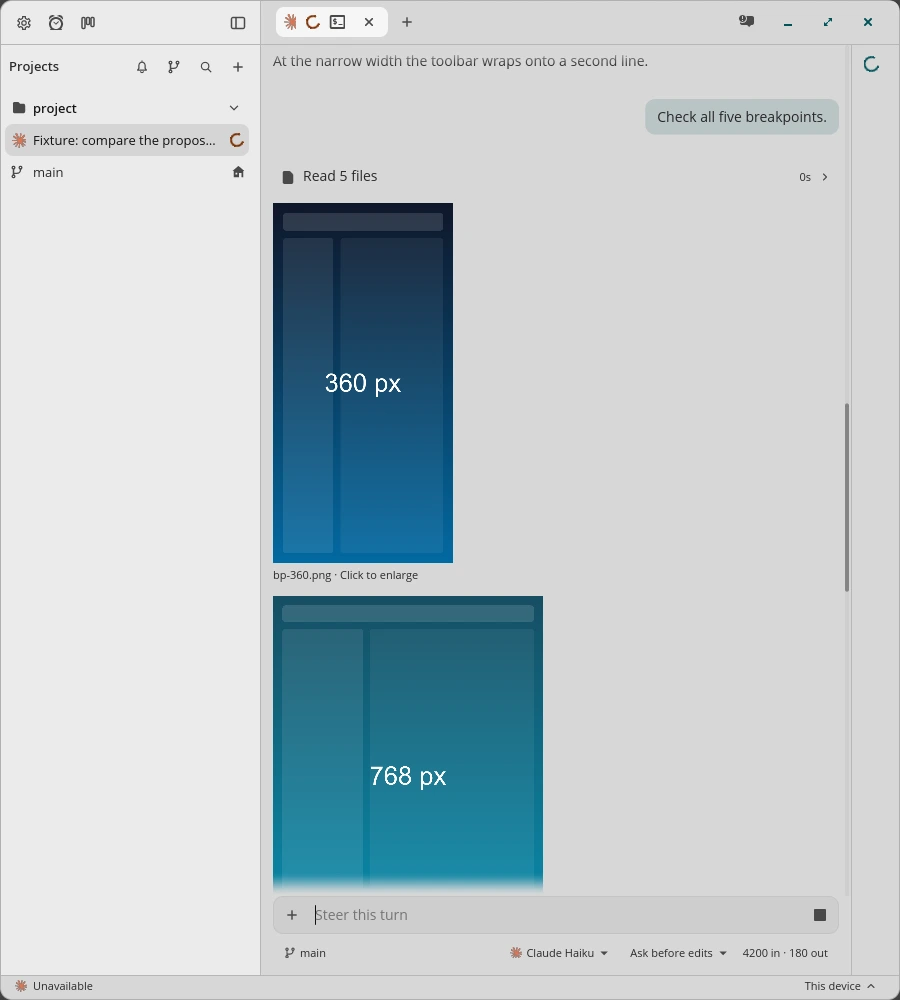 Projects
project
Fixture: compare the propos...
main
At the narrow width the toolbar wraps onto a second line.
Check all five breakpoints.
Read 5 files
0s
360 px
bp-360.png · Click to enlarge
768 px
Steer this turn
main
Claude Haiku
Ask before edits
4200 in · 180 out
Unavailable
This device